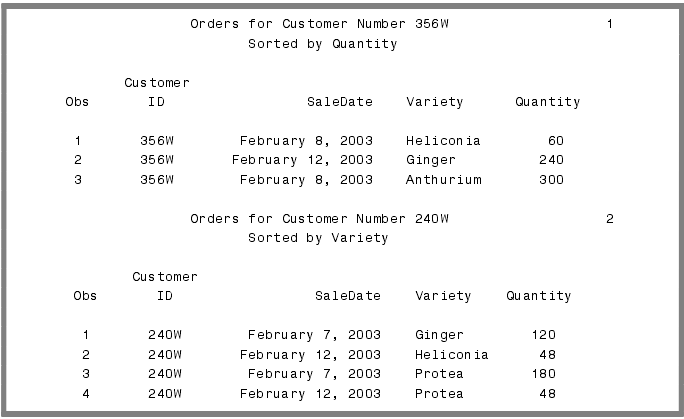 Orders for Customer Number 356W 1
Sorted by Quantity
Customer
Obs ID SaleDate Variety Quantity
1 356W February 8, 2003 Heliconia 60
2 356W February 12, 2003 Ginger 240
3 356W February 8, 2003 Anthurium 300
Orders for Customer Number 240W 2
Sorted by Variety
Customer
Obs ID SaleDate Variety Quantity
1 240W February 7, 2003 Ginger 120
2 240W February 12, 2003 Heliconia 48
3 240W February 7, 2003 Protea 180
4 240W February 12, 2003 Protea 48